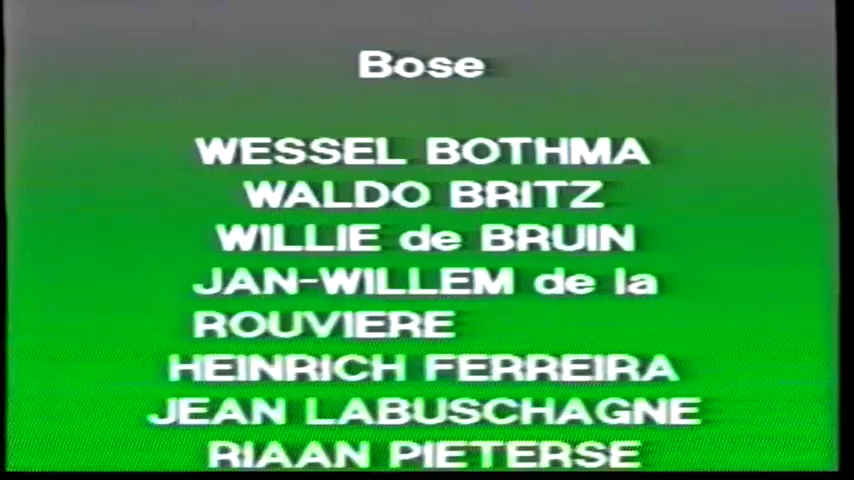 Bose
WESSEL BOTHMA
WALDO BRITZ
WILLIE de BRUIN
JAN-WILLEM de la
ROUVIERE
HEINRICH FERREIRA
JEAN LABUSCHAGNE
RIAAN PIETERSE